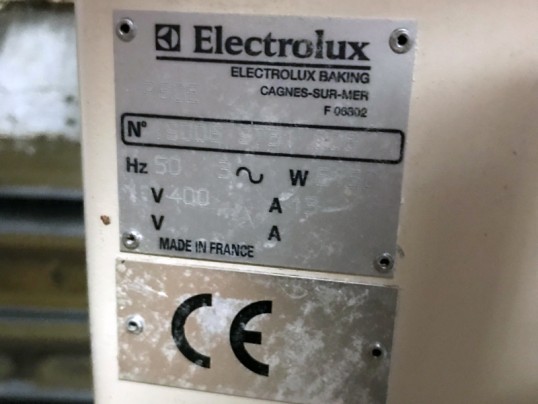 Electrolux
ELECTROLUX BAKING
CAGNES-SUR-MER
F 06802
N°
Hz 50 ~ W
V 400 A
V A
MADE IN FRANCE
CE